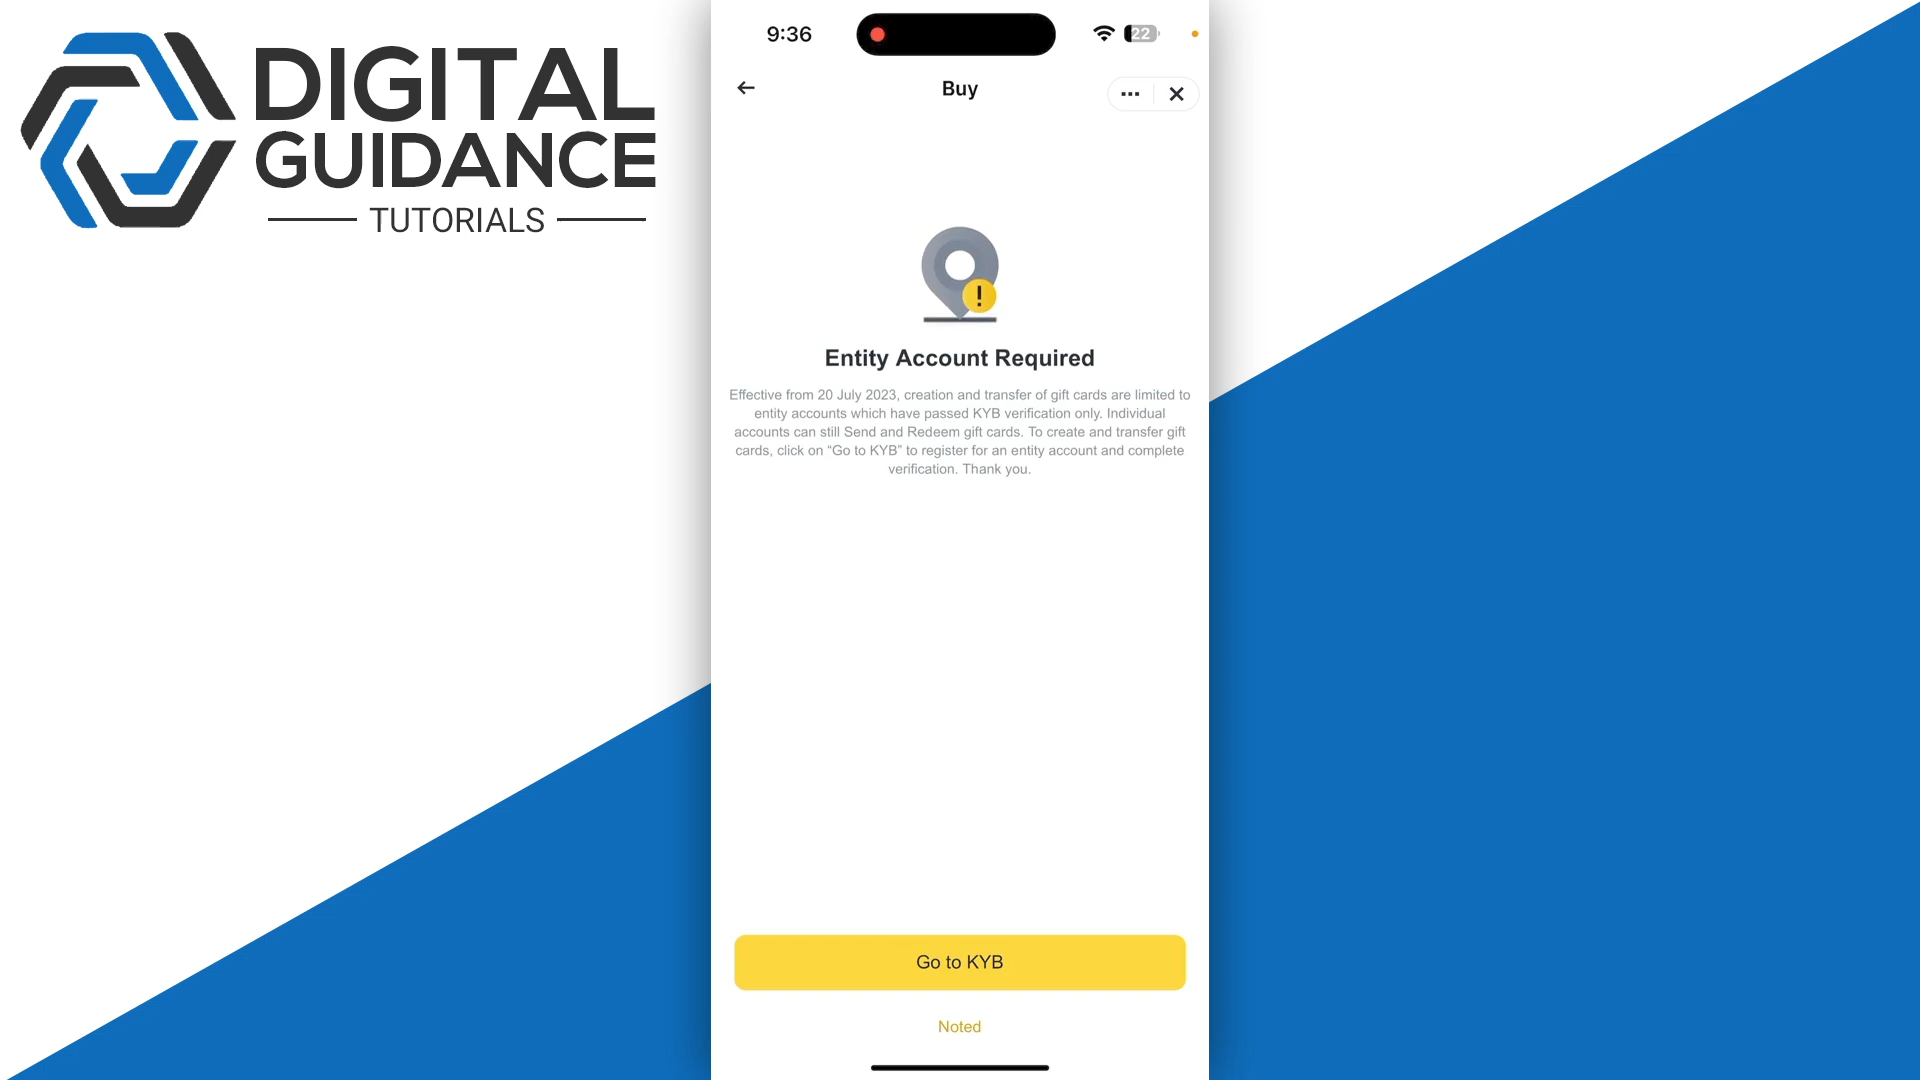 DIGITAL
GUIDANCE
TUTORIALS
9:36
22
Buy
Entity Account Required
Effective from 20 July 2023, creation and transfer of gift cards are limited to
entity accounts which have passed KYB verification only. Individual
accounts can still Send and Redeem gift cards. To create and transfer gift
cards, click on “Go to KYB” to register for an entity account and complete
verification. Thank you.
Go to KYB
Noted